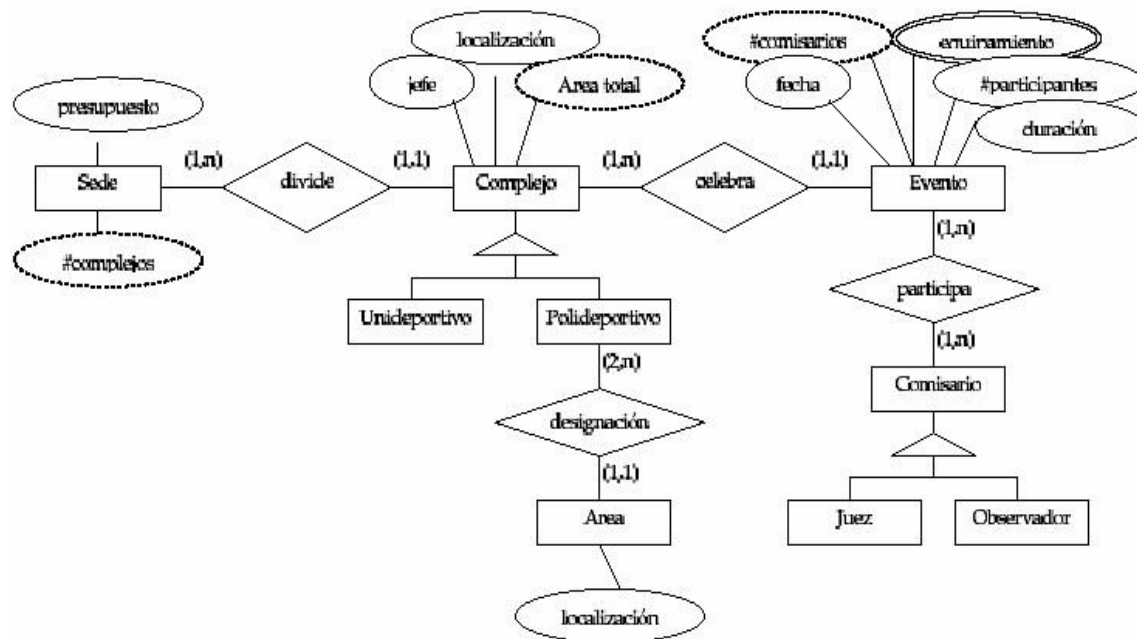 localización
#comisarios
equipamiento
jefe
Area total
fecha
#participantes
presupuesto
duración
(1,n)
(1,1)
(1,n)
(1,1)
Sede
divide
Complejo
celebra
Evento
(1,n)
#complejos
participa
Unideportivo
Polideportivo
(2,n)
(1,n)
Comisario
designación
(1,1)
Area
Juez
Observador
localización